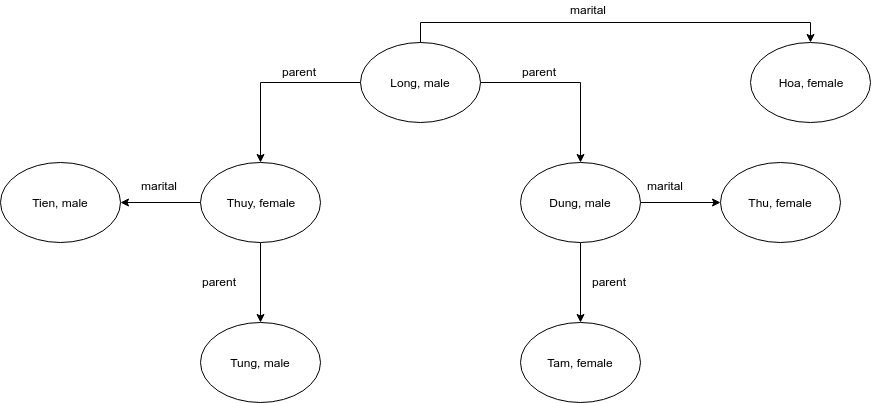 marital
parent
parent
Long, male
Hoa, female
marital
marital
Tien, male
Thuy, female
Dung, male
Thu, female
parent
parent
Tung, male
Tam, female